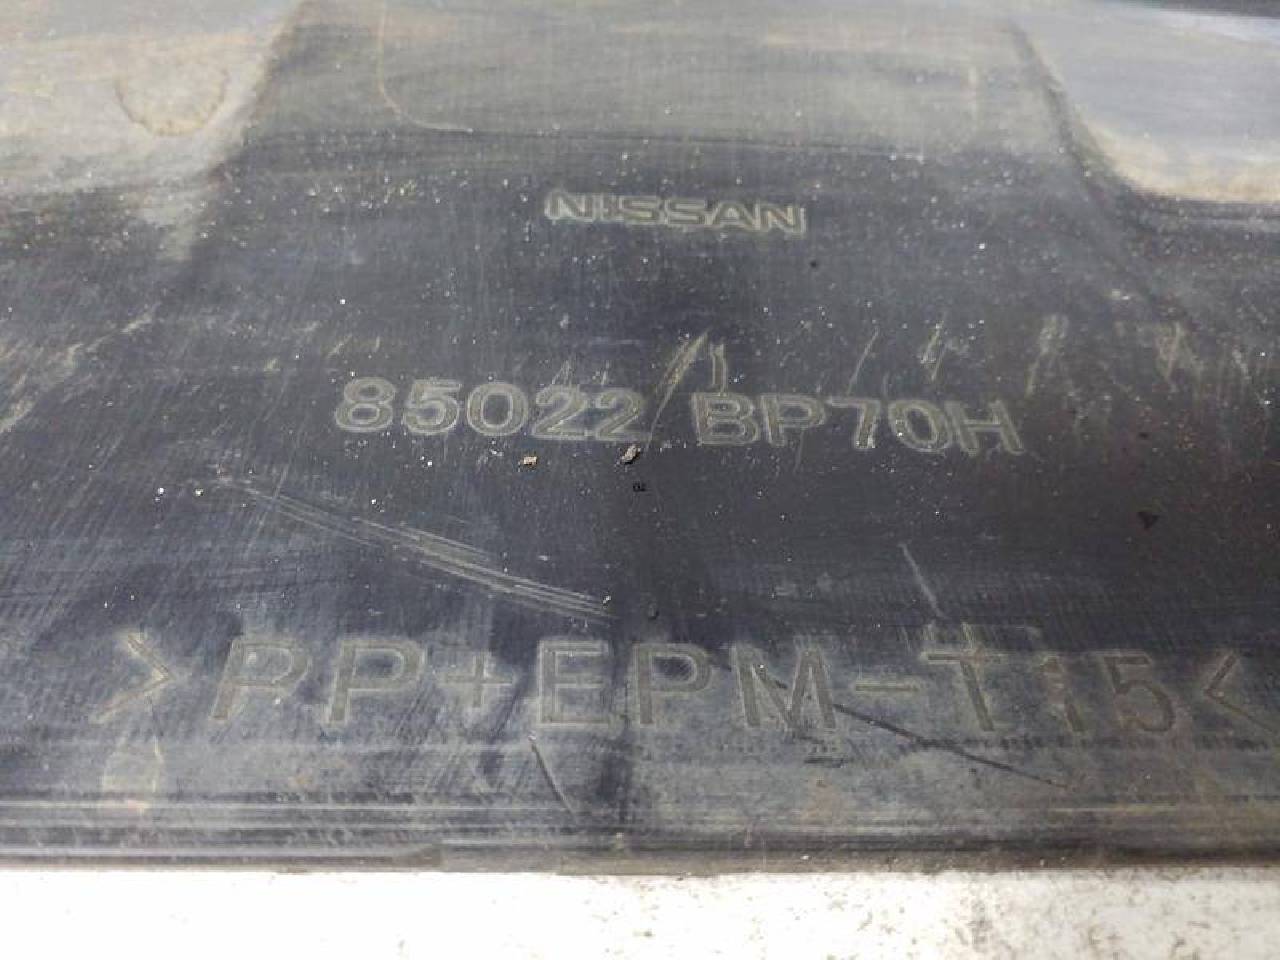 NISSAN
85022 BP70H
>PP+EPM-T15<